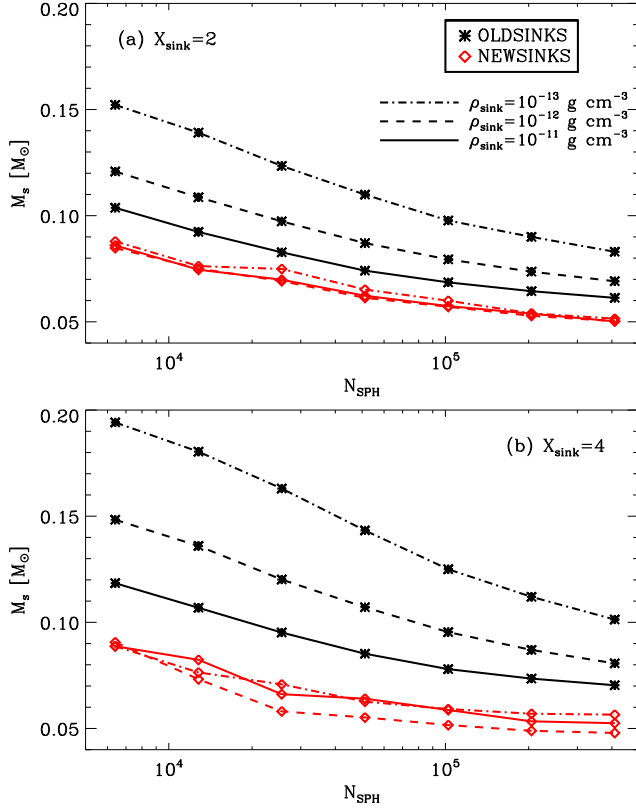 0.20
(a) X_sink=2
OLDSINKS
NEWSINKS
ρ_sink=10^−13 g cm^−3
ρ_sink=10^−12 g cm^−3
ρ_sink=10^−11 g cm^−3
0.15
M_s [M_⊙]
0.10
0.05
10^4 10^5
N_SPH
0.20
(b) X_sink=4
0.15
M_s [M_⊙]
0.10
0.05
10^4 10^5
N_SPH